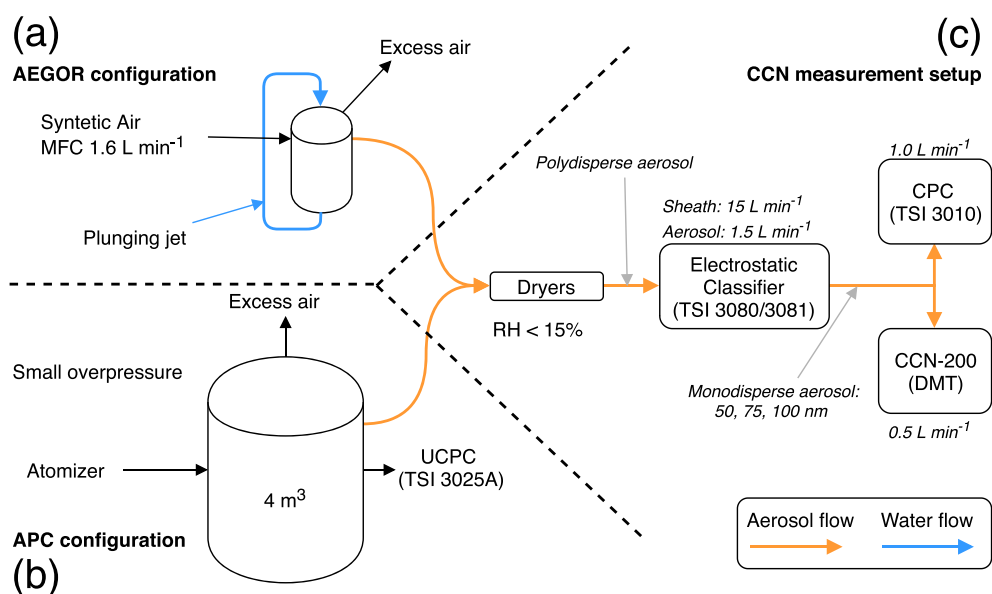 (a)
AEGOR configuration
Excess air
Syntetic Air
MFC 1.6 L min-1
Plunging jet
(c)
CCN measurement setup
Polydisperse aerosol
Sheath: 15 L min-1
Aerosol: 1.5 L min-1
Dryers
RH < 15%
Electrostatic
Classifier
(TSI 3080/3081)
1.0 L min-1
CPC
(TSI 3010)
CCN-200
(DMT)
0.5 L min-1
Monodisperse aerosol:
50, 75, 100 nm
Excess air
Small overpressure
Atomizer
4 m3
UCPC
(TSI 3025A)
APC configuration
(b)
Aerosol flow
Water flow